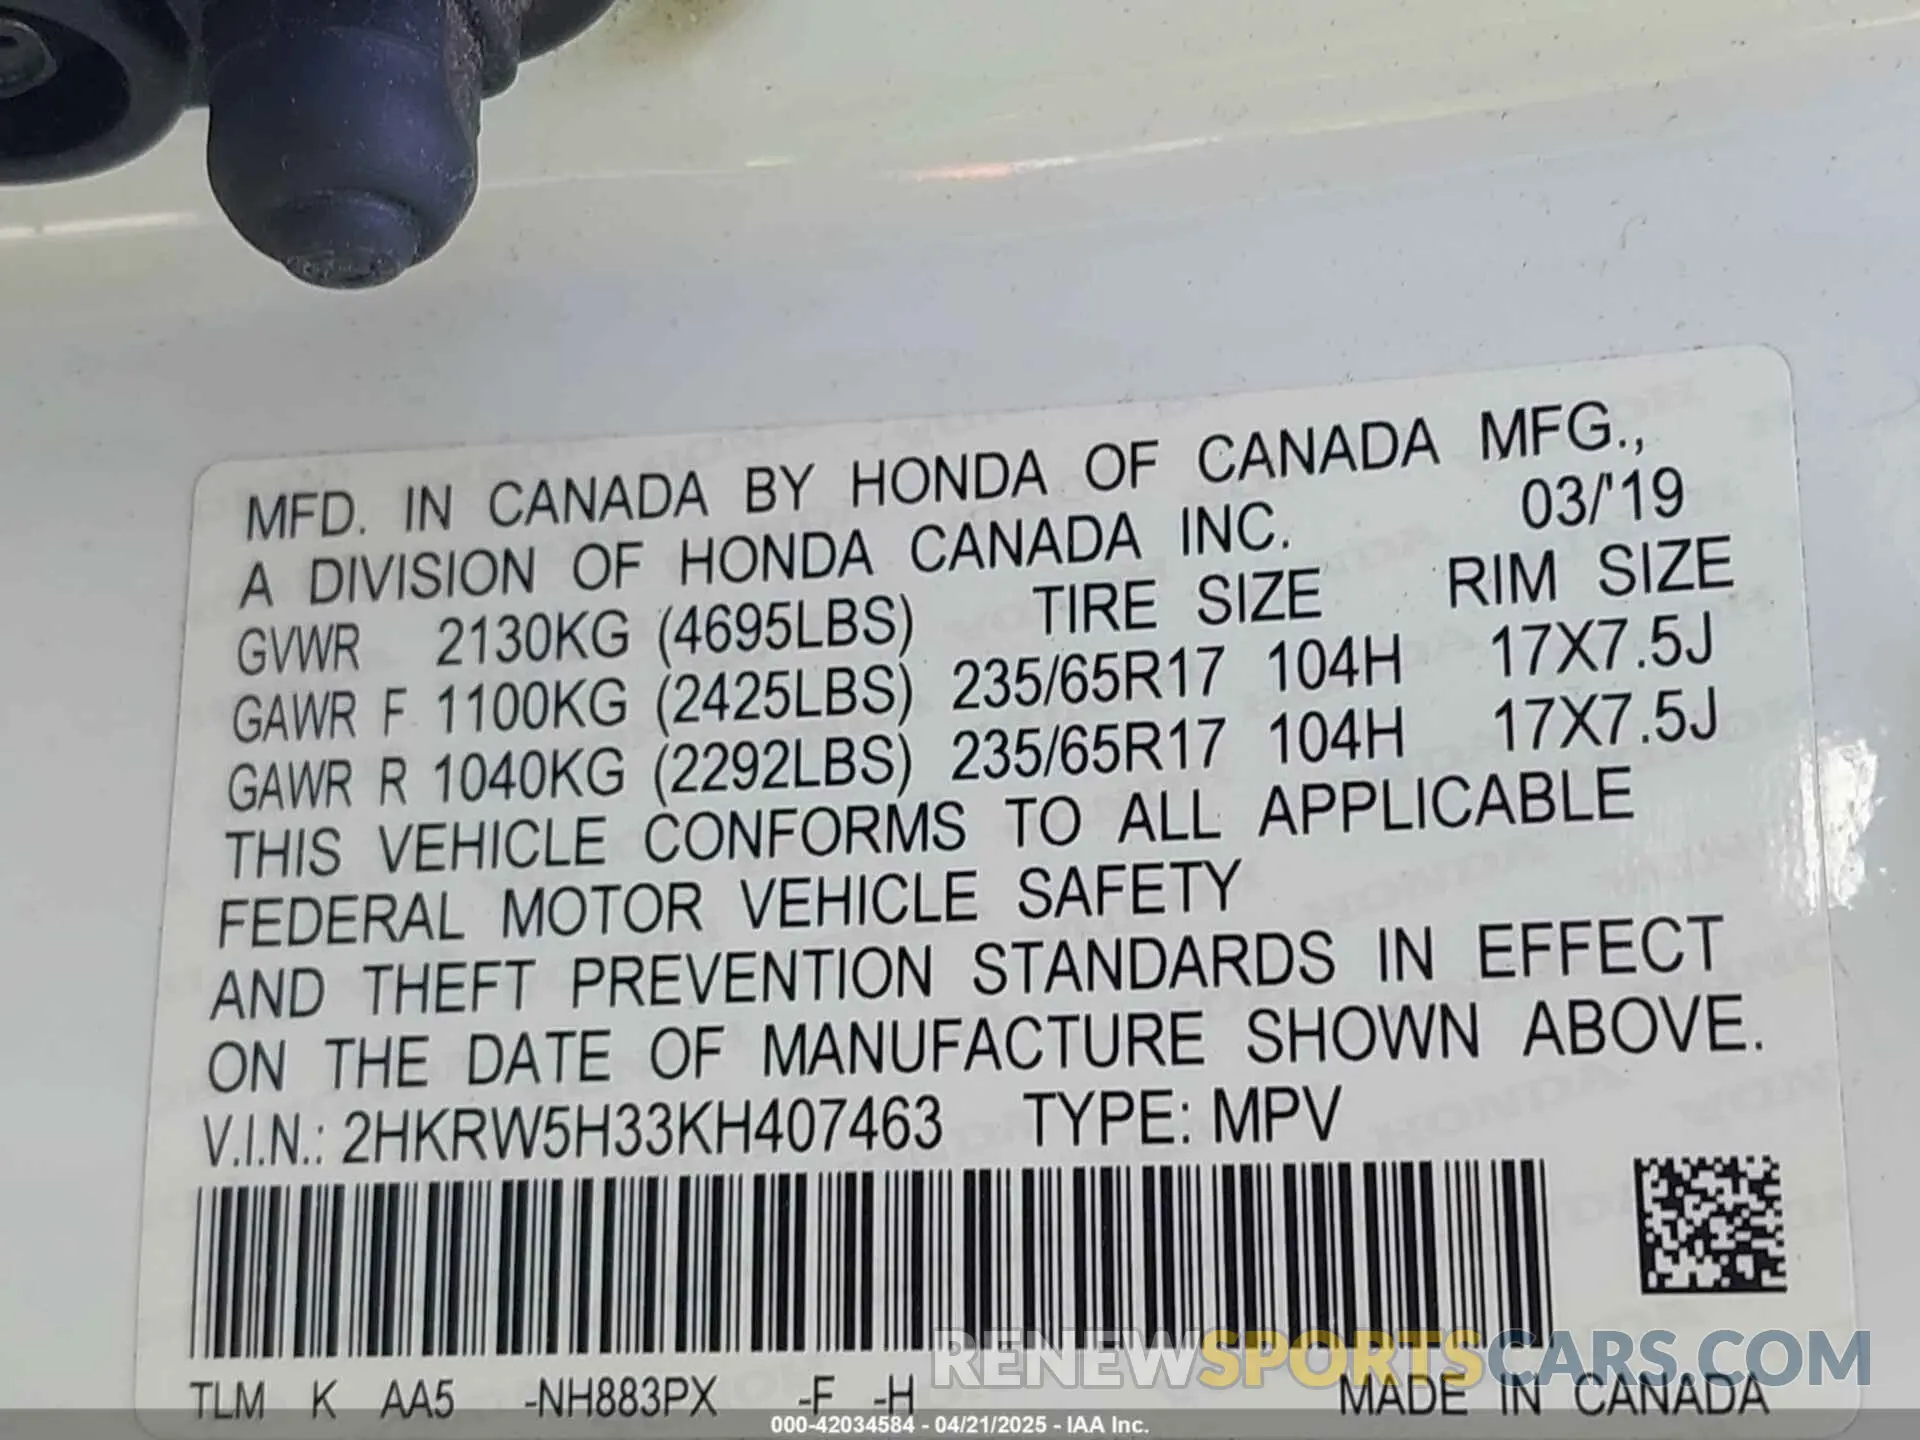 MFD. IN CANADA BY HONDA OF CANADA MFG.,
A DIVISION OF HONDA CANADA INC. 03/'19
GVWR 2130KG (4695LBS) TIRE SIZE RIM SIZE
GAWR F 1100KG (2425LBS) 235/65R17 104H 17X7.5J
GAWR R 1040KG (2292LBS) 235/65R17 104H 17X7.5J
THIS VEHICLE CONFORMS TO ALL APPLICABLE
FEDERAL MOTOR VEHICLE SAFETY
AND THEFT PREVENTION STANDARDS IN EFFECT
ON THE DATE OF MANUFACTURE SHOWN ABOVE.
V.I.N.: 2HKRW5H33KH407463 TYPE: MPV
RENEWSPORTSCARS.COM
TLM K AA5 -NH883PX -F -H MADE IN CANADA
000-42034584 - 04/21/2025 - IAA Inc.